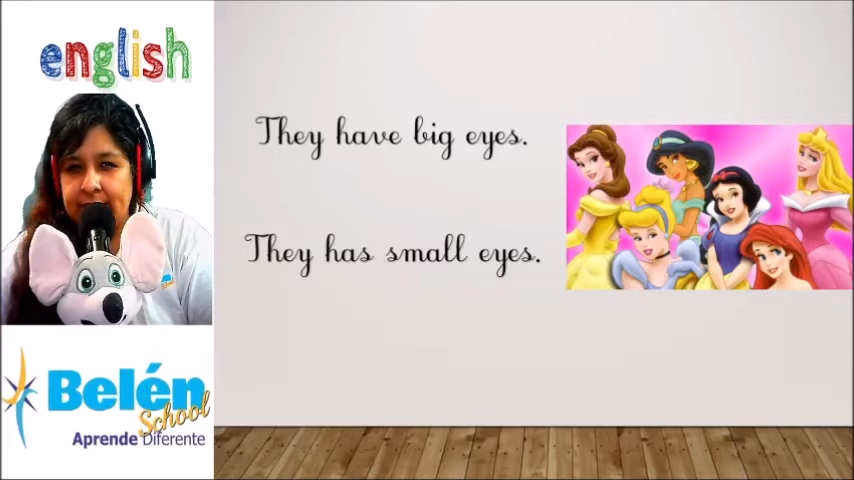 english
They have big eyes.
They has small eyes.
Belén
School
Aprende Diferente